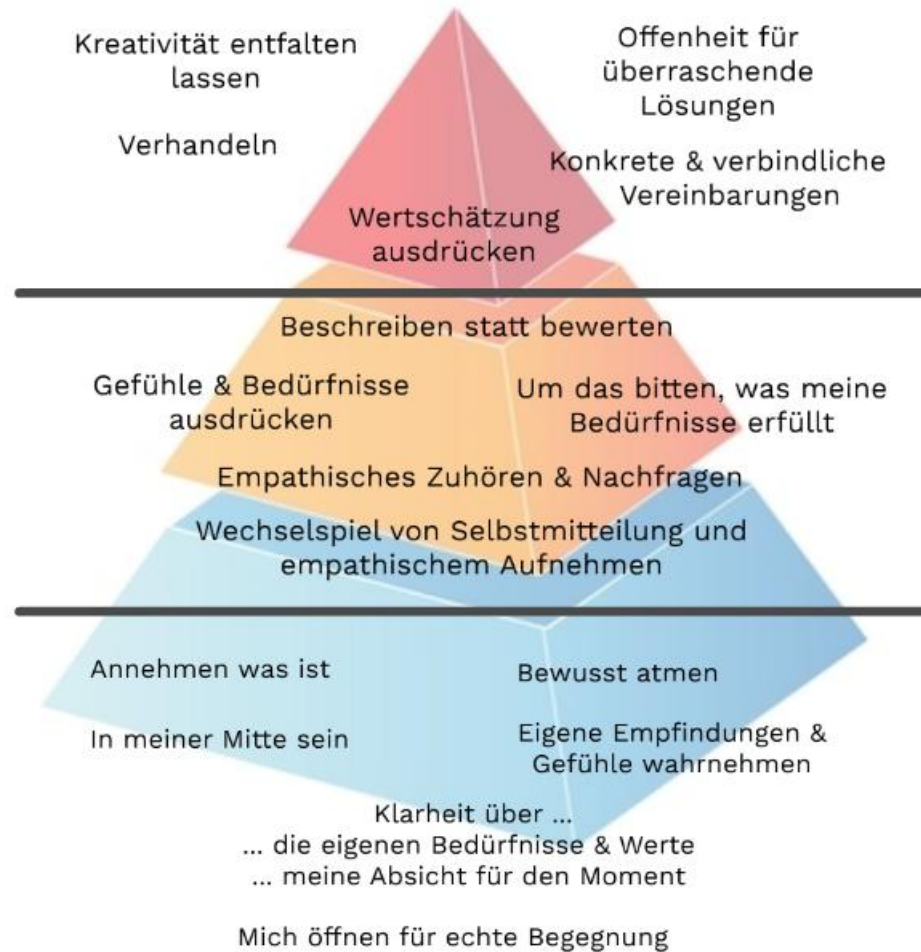 Kreativität entfalten
lassen
Offenheit für
überraschende
Lösungen
Verhandeln
Konkrete & verbindliche
Vereinbarungen
Wertschätzung
ausdrücken
Beschreiben statt bewerten
Gefühle & Bedürfnisse
ausdrücken
Um das bitten, was meine
Bedürfnisse erfüllt
Empathisches Zuhören & Nachfragen
Wechselspiel von Selbstmitteilung und
empathischem Aufnehmen
Annehmen was ist
Bewusst atmen
In meiner Mitte sein
Eigene Empfindungen &
Gefühle wahrnehmen
Klarheit über ...
... die eigenen Bedürfnisse & Werte
... meine Absicht für den Moment
Mich öffnen für echte Begegnung